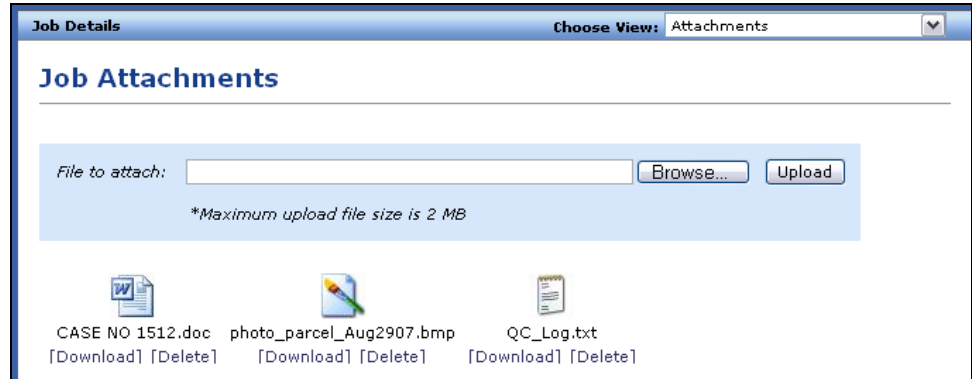 Job Details Choose View: Attachments
Job Attachments
File to attach: Browse... Upload
*Maximum upload file size is 2 MB
CASE NO 1512.doc photo_parcel_Aug2907.bmp QC_Log.txt
[Download] [Delete] [Download] [Delete] [Download] [Delete]